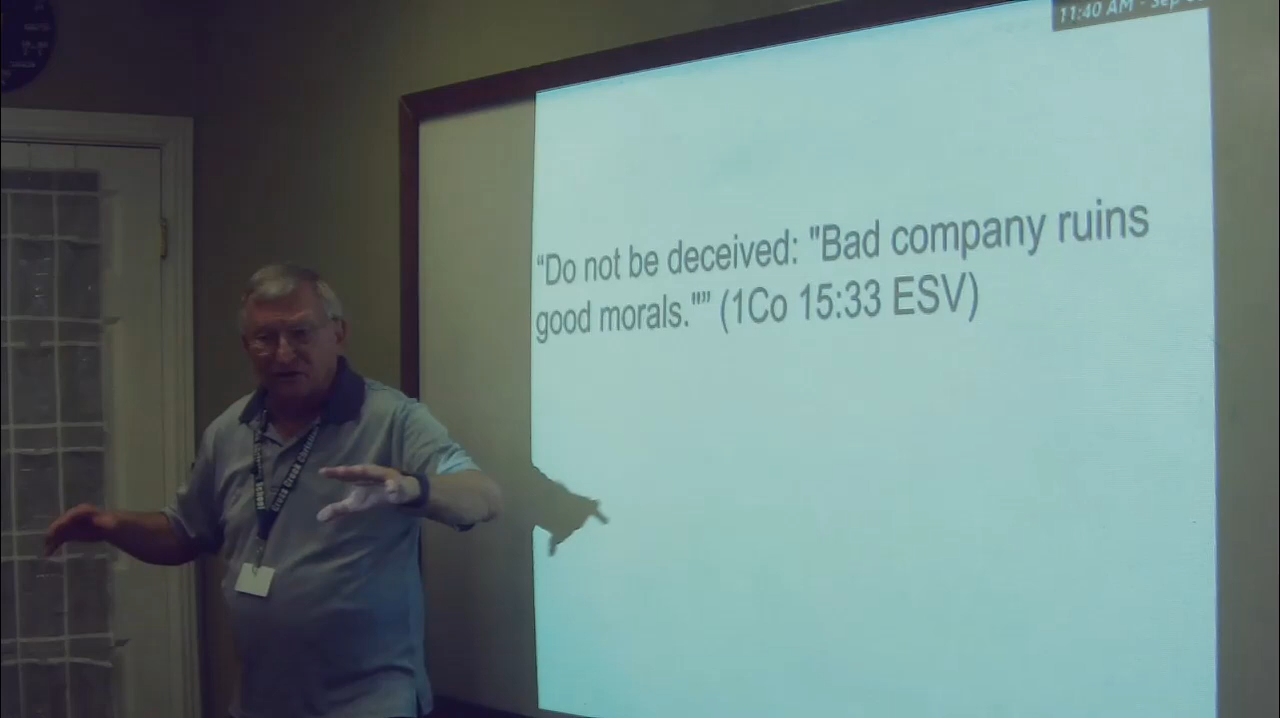 11:40 AM - Sep
“Do not be deceived: "Bad company ruins
good morals."” (1Co 15:33 ESV)